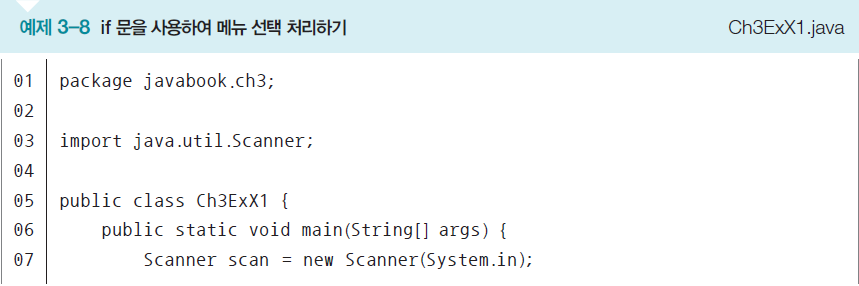 예제 3-8 if 문을 사용하여 메뉴 선택 처리하기 Ch3ExX1.java
01 package javabook.ch3;
02
03 import java.util.Scanner;
04
05 public class Ch3ExX1 {
06 public static void main(String[] args) {
07 Scanner scan = new Scanner(System.in);